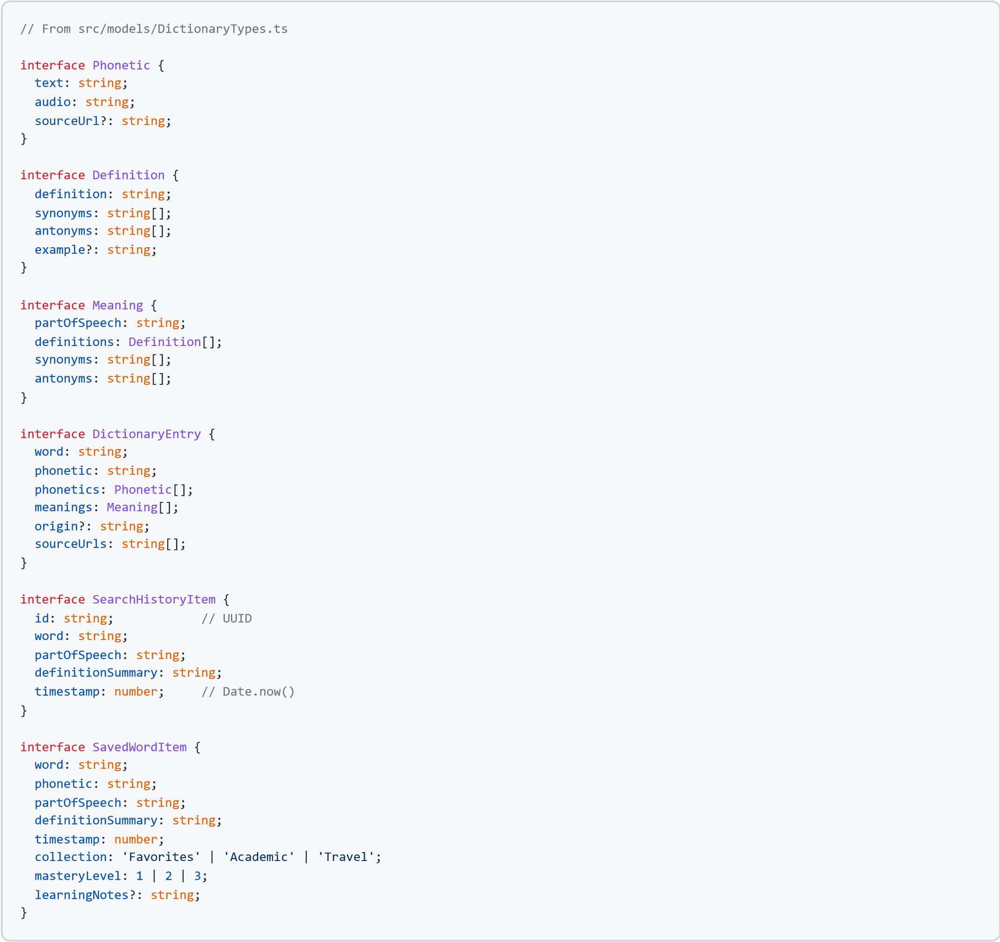 // From src/models/DictionaryTypes.ts

interface Phonetic {
  text: string;
  audio: string;
  sourceUrl?: string;
}

interface Definition {
  definition: string;
  synonyms: string[];
  antonyms: string[];
  example?: string;
}

interface Meaning {
  partOfSpeech: string;
  definitions: Definition[];
  synonyms: string[];
  antonyms: string[];
}

interface DictionaryEntry {
  word: string;
  phonetic: string;
  phonetics: Phonetic[];
  meanings: Meaning[];
  origin?: string;
  sourceUrls: string[];
}

interface SearchHistoryItem {
  id: string;            // UUID
  word: string;
  partOfSpeech: string;
  definitionSummary: string;
  timestamp: number;     // Date.now()
}

interface SavedWordItem {
  word: string;
  phonetic: string;
  partOfSpeech: string;
  definitionSummary: string;
  timestamp: number;
  collection: 'Favorites' | 'Academic' | 'Travel';
  masteryLevel: 1 | 2 | 3;
  learningNotes?: string;
}